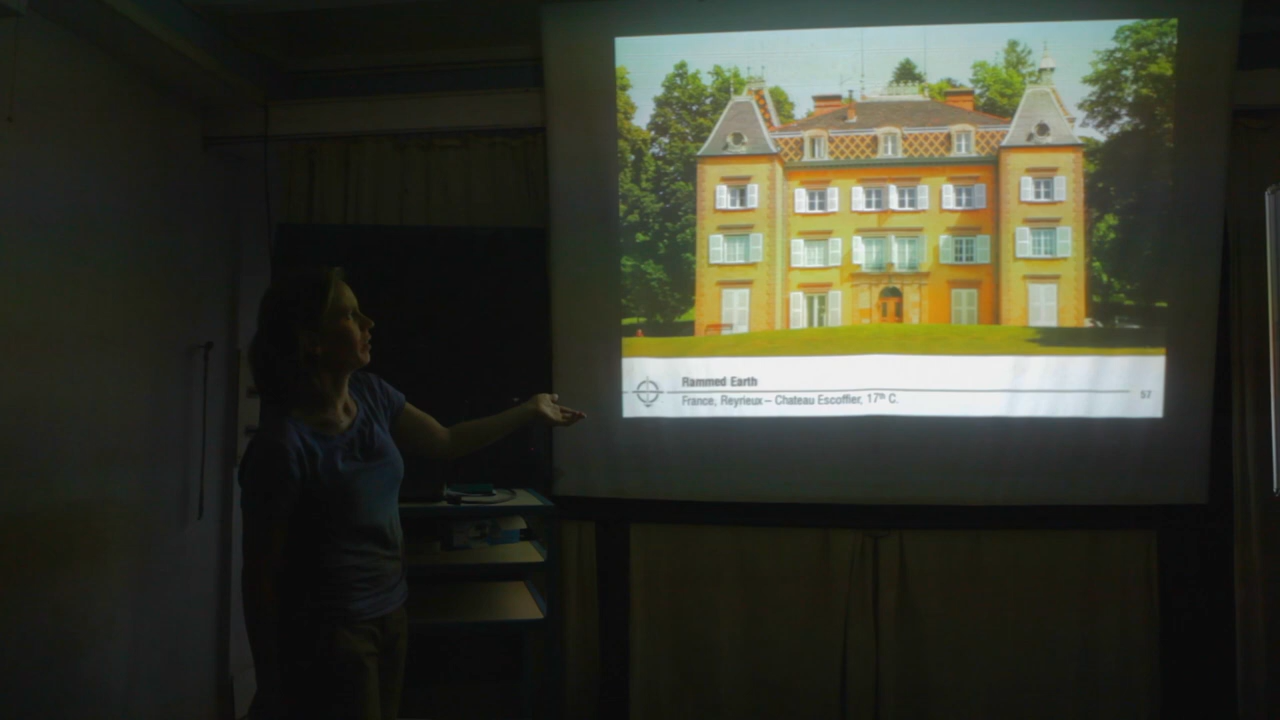 Rammed Earth
France, Reyrieux – Chateau Escoffier, 17th C.
57